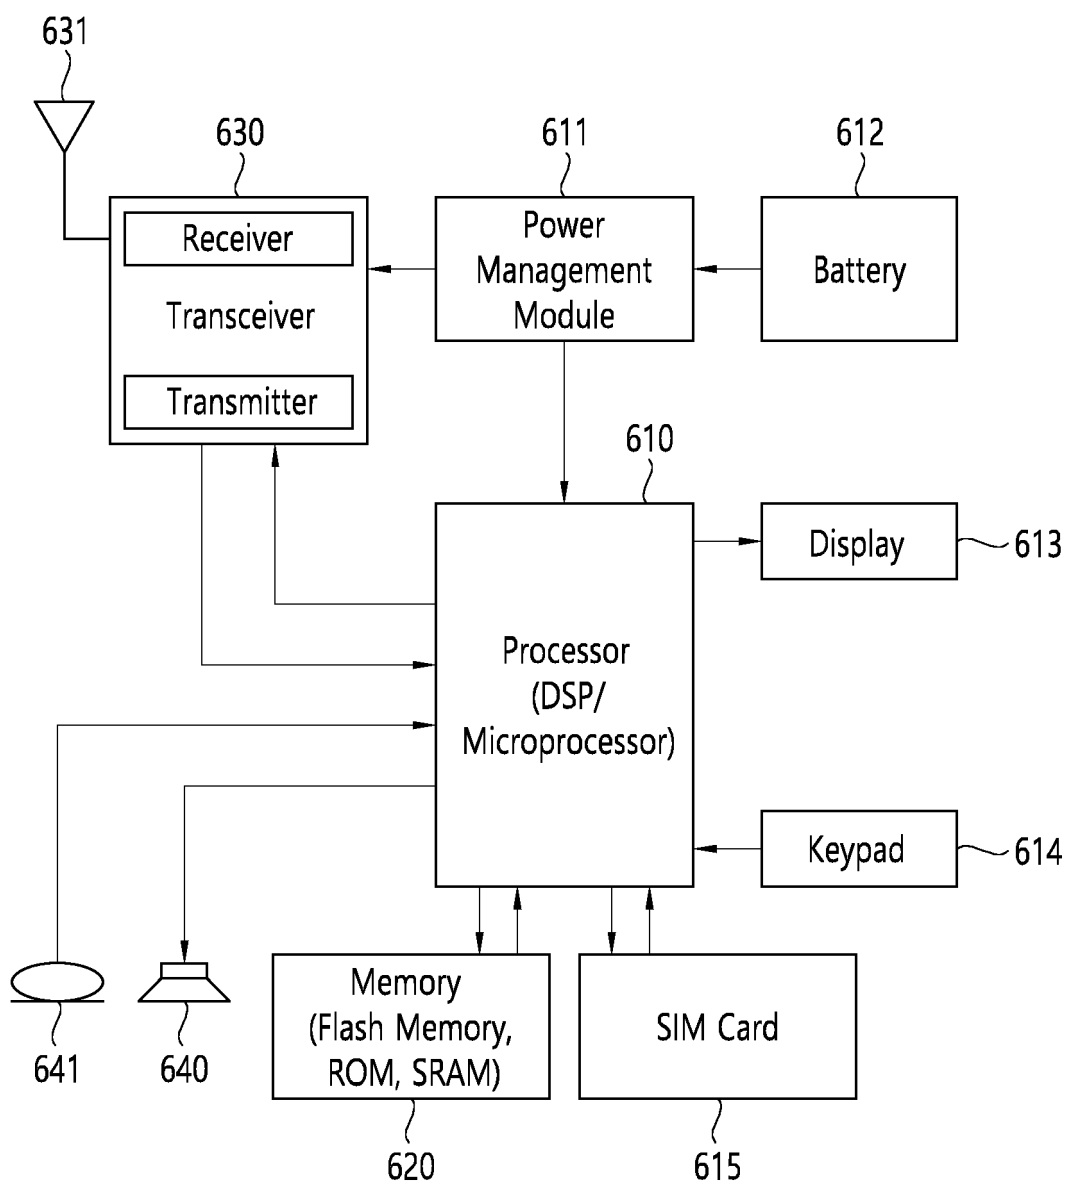 631
630
611
612
Receiver
Transceiver
Transmitter
Power
Management
Module
Battery
610
Display
613
Processor
(DSP/
Microprocessor)
Keypad
614
641
640
Memory
(Flash Memory,
ROM, SRAM)
SIM Card
620
615